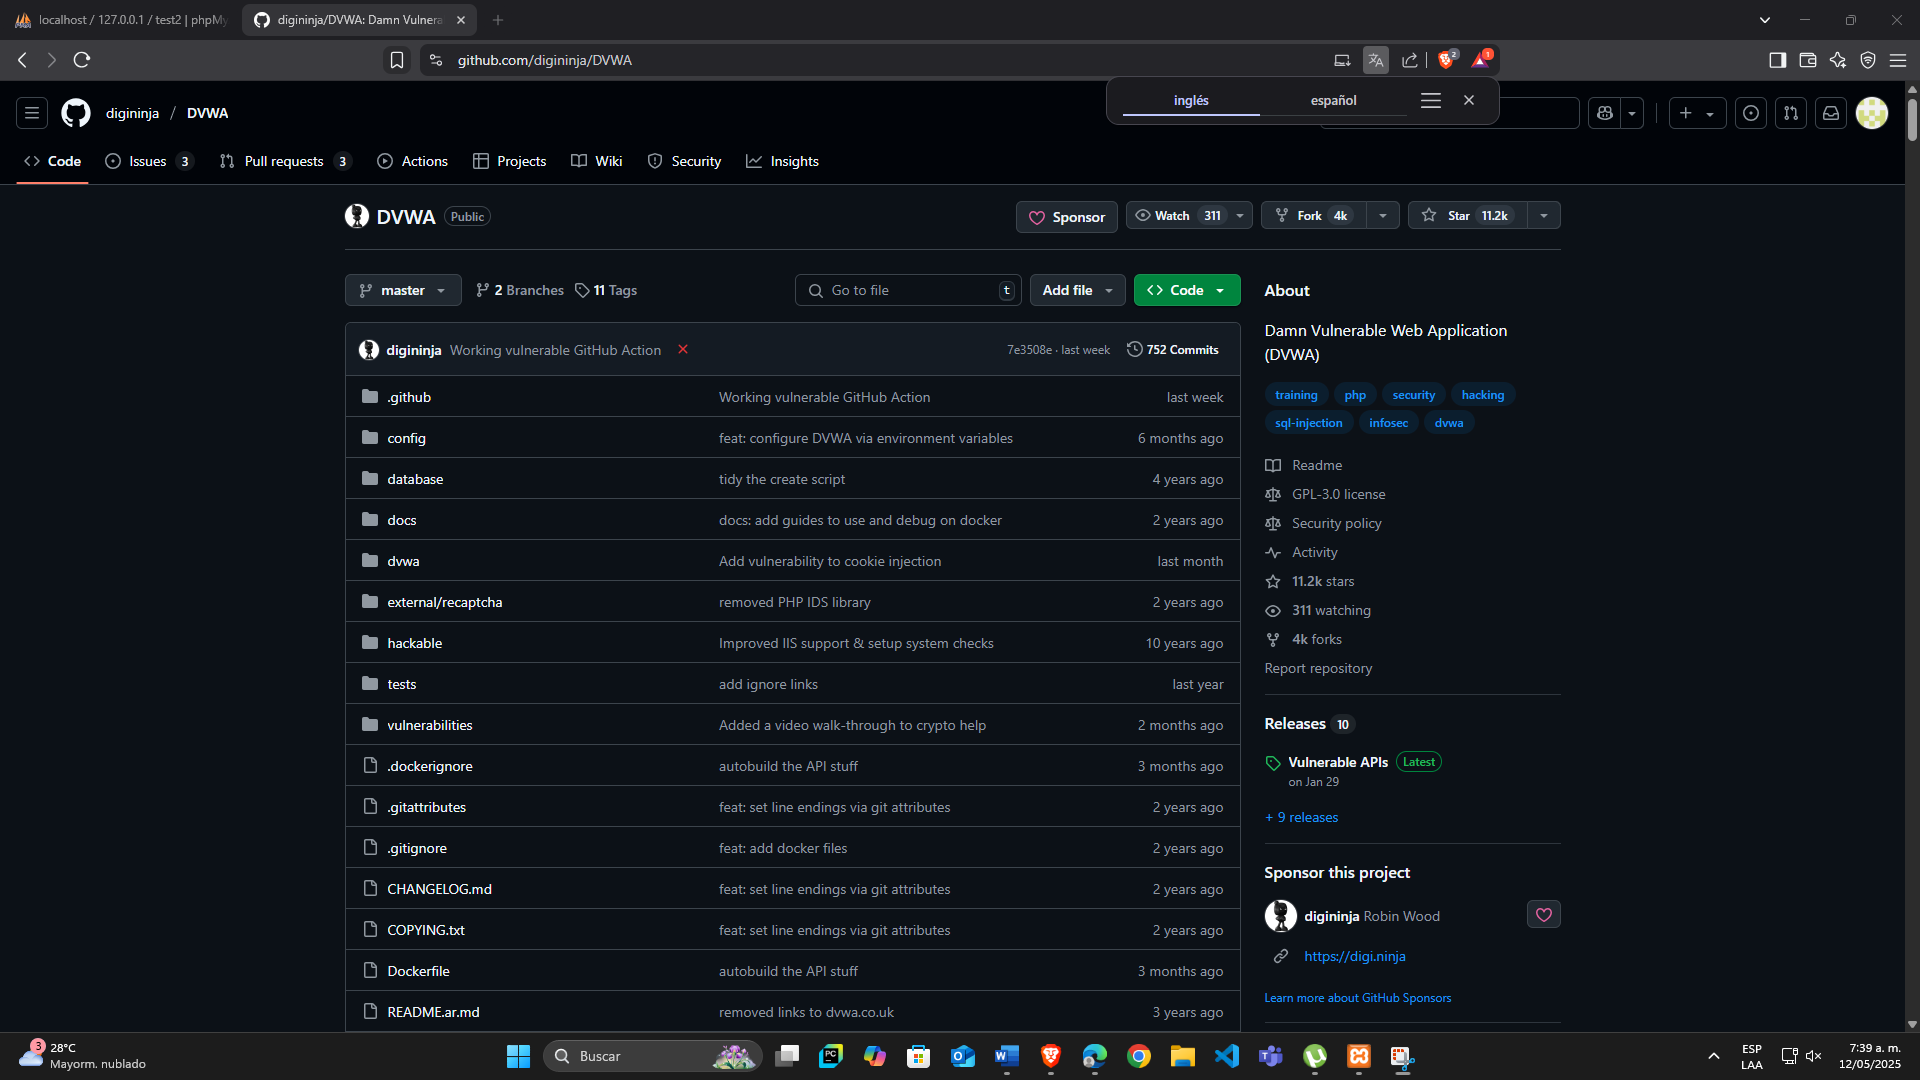 localhost / 127.0.0.1 / test2 | phpMy
digininja/DVWA: Damn Vulnera
github.com/digininja/DVWA
2
1
inglés
español
digininja / DVWA
Code
Issues 3
Pull requests 3
Actions
Projects
Wiki
Security
Insights
DVWA Public
Sponsor
Watch 311
Fork 4k
Star 11.2k
master
2 Branches
11 Tags
Go to file t
Add file
Code
digininja Working vulnerable GitHub Action
7e3508e · last week
752 Commits
.github Working vulnerable GitHub Action last week
config feat: configure DVWA via environment variables 6 months ago
database tidy the create script 4 years ago
docs docs: add guides to use and debug on docker 2 years ago
dvwa Add vulnerability to cookie injection last month
external/recaptcha removed PHP IDS library 2 years ago
hackable Improved IIS support & setup system checks 10 years ago
tests add ignore links last year
vulnerabilities Added a video walk-through to crypto help 2 months ago
.dockerignore autobuild the API stuff 3 months ago
.gitattributes feat: set line endings via git attributes 2 years ago
.gitignore feat: add docker files 2 years ago
CHANGELOG.md feat: set line endings via git attributes 2 years ago
COPYING.txt feat: set line endings via git attributes 2 years ago
Dockerfile autobuild the API stuff 3 months ago
README.ar.md removed links to dvwa.co.uk 3 years ago
About
Damn Vulnerable Web Application
(DVWA)
training php security hacking
sql-injection infosec dvwa
Readme
GPL-3.0 license
Security policy
Activity
11.2k stars
311 watching
4k forks
Report repository
Releases 10
Vulnerable APIs Latest
on Jan 29
+ 9 releases
Sponsor this project
digininja Robin Wood
https://digi.ninja
Learn more about GitHub Sponsors
3
28°C
Mayorm. nublado
Buscar
PC
ESP
LAA
7:39 a. m.
12/05/2025